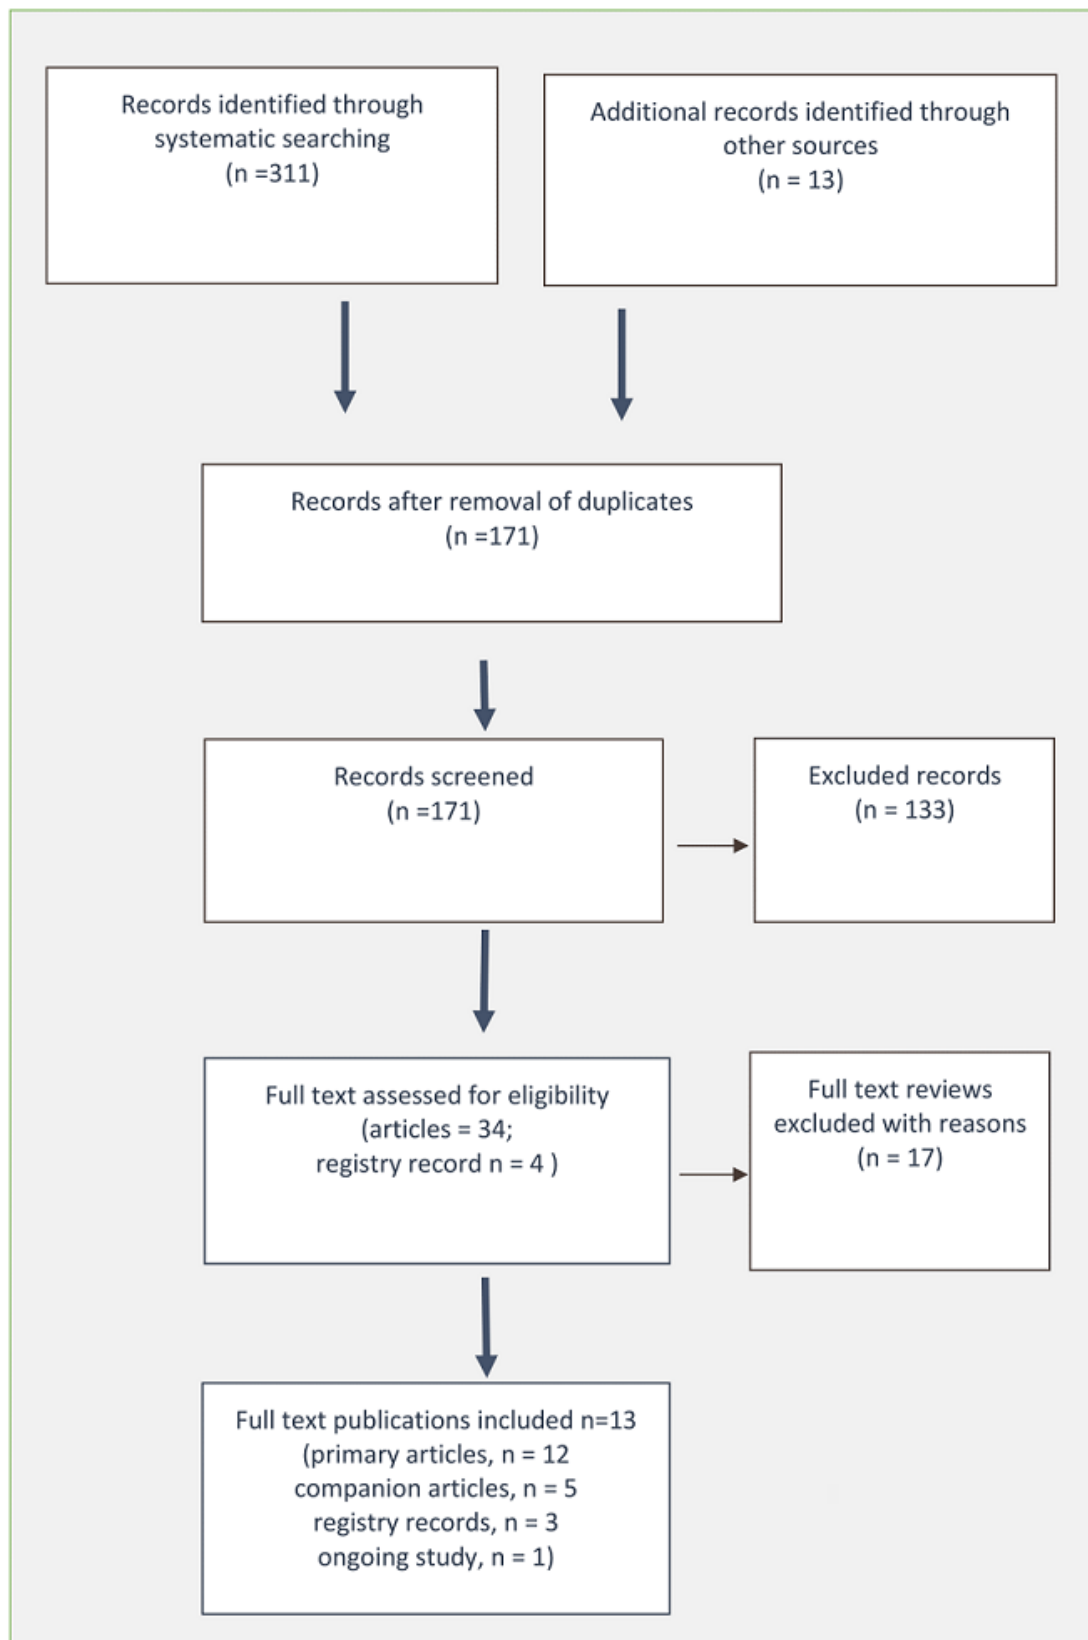 Records identified through
systematic searching
(n =311)
Additional records identified through
other sources
(n = 13)
Records after removal of duplicates
(n =171)
Records screened
(n =171)
Excluded records
(n = 133)
Full text assessed for eligibility
(articles = 34;
registry record n = 4 )
Full text reviews
excluded with reasons
(n = 17)
Full text publications included n=13
(primary articles, n = 12
companion articles, n = 5
registry records, n = 3
ongoing study, n = 1)